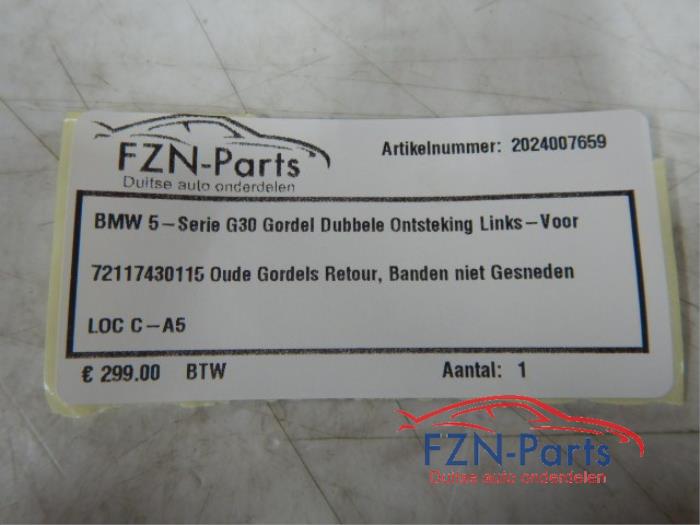 FZN-Parts
Duitse auto onderdelen
Artikelnummer: 2024007659
BMW 5-Serie G30 Gordel Dubbele Ontsteking Links-Voor
72117430115 Oude Gordels Retour, Banden niet Gesneden
LOC C-A5
€ 299.00 BTW
Aantal: 1
FZN-Parts
Duitse auto onderdelen